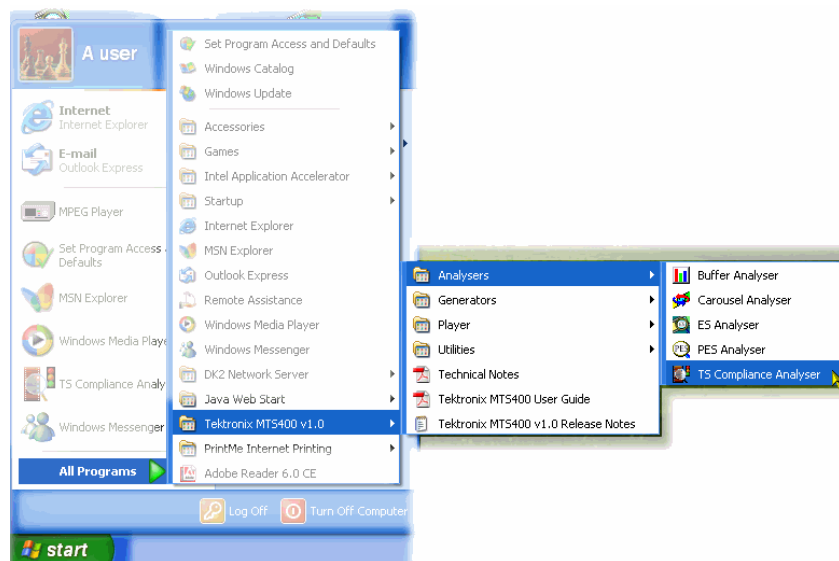 A user
Internet
Internet Explorer
E-mail
Outlook Express
MPEG Player
Set Program Access
Defaults
MSN Explorer
Windows Media Playe
TS Compliance Analy
Windows Messenger
All Programs
Set Program Access and Defaults
Windows Catalog
Windows Update
Accessories
Games
Intel Application Accelerator
Startup
Internet Explorer
MSN Explorer
Outlook Express
Remote Assistance
Windows Media Player
Windows Messenger
DK2 Network Server
Java Web Start
Tektronix MTS400 v1.0
PrintMe Internet Printing
Adobe Reader 6.0 CE
Analysers
Generators
Player
Utilities
Technical Notes
Tektronix MTS400 User Guide
Tektronix MTS400 v1.0 Release Notes
Buffer Analyser
Carousel Analyser
ES Analyser
PES
PES Analyser
TS Compliance Analyser
Log Off
Turn Off Computer
start